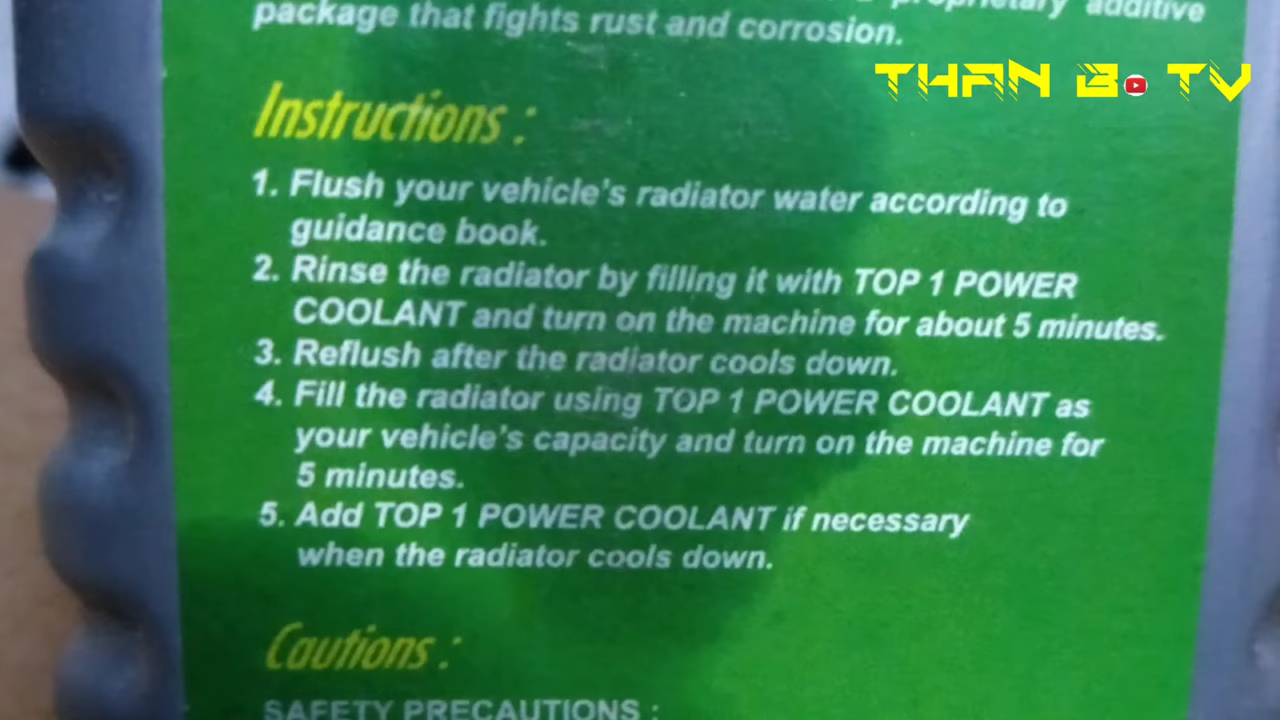 proprietary additive
package that fights rust and corrosion.
THAN B. TV
Instructions :
1. Flush your vehicle's radiator water according to
guidance book.
2. Rinse the radiator by filling it with TOP 1 POWER
COOLANT and turn on the machine for about 5 minutes.
3. Reflush after the radiator cools down.
4. Fill the radiator using TOP 1 POWER COOLANT as
your vehicle's capacity and turn on the machine for
5 minutes.
5. Add TOP 1 POWER COOLANT if necessary
when the radiator cools down.
Cautions :
SAFETY PRECAUTIONS :